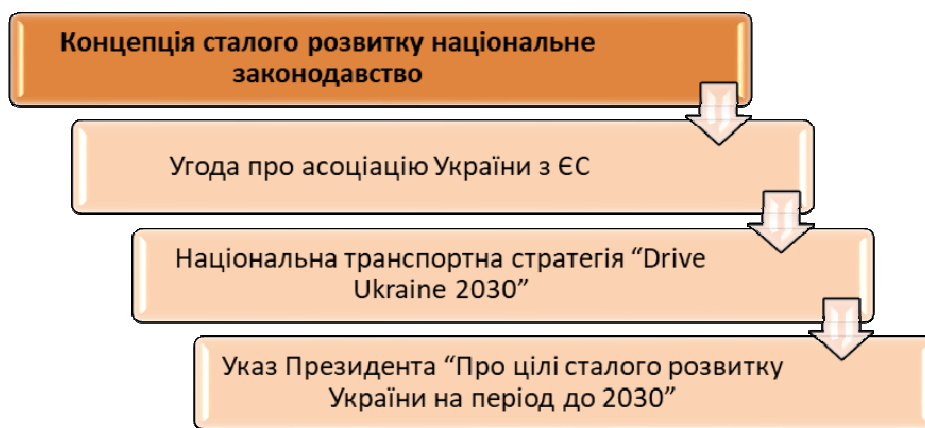 Концепція сталого розвитку національне
законодавство
Угода про асоціацію України з ЄС
Національна транспортна стратегія “Drive
Ukraine 2030”
Указ Президента “Про цілі сталого розвитку
України на період до 2030”